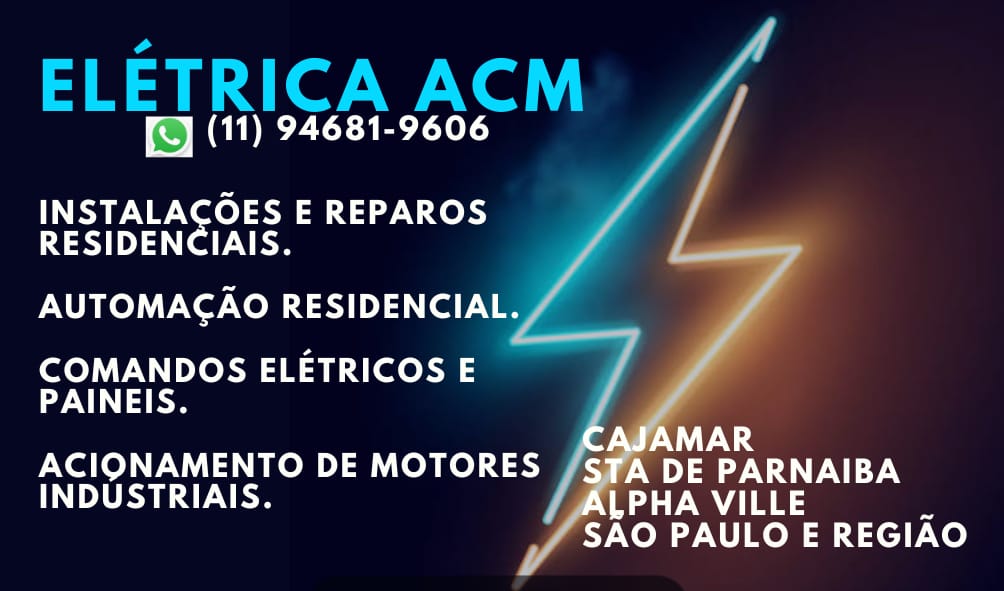 ELÉTRICA ACM
(11) 94681-9606
INSTALAÇÕES E REPAROS
RESIDENCIAIS.
AUTOMAÇÃO RESIDENCIAL.
COMANDOS ELÉTRICOS E
PAINEIS.
ACIONAMENTO DE MOTORES
INDÚSTRIAIS.
CAJAMAR
STA DE PARNAIBA
ALPHA VILLE
SÃO PAULO E REGIÃO